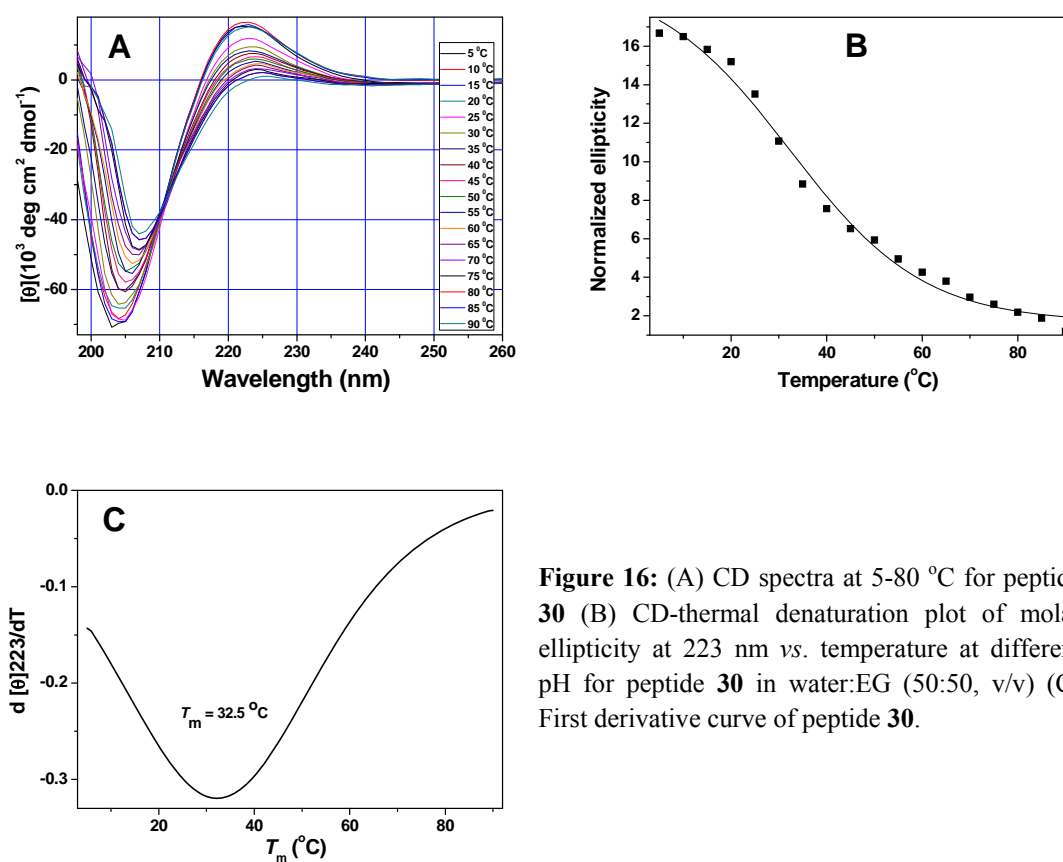 A
[θ](10³ deg cm² dmol⁻¹)
0
-20
-40
-60
200 210 220 230 240 250 260
Wavelength (nm)
5 °C
10 °C
15 °C
20 °C
25 °C
30 °C
35 °C
40 °C
45 °C
50 °C
55 °C
60 °C
65 °C
70 °C
75 °C
80 °C
85 °C
90 °C
B
Normalized ellipticity
16
14
12
10
8
6
4
2
20 40 60 80
Temperature (°C)
C
d [θ]223/dT
0.0
-0.1
-0.2
-0.3
Tm = 32.5 °C
20 40 60 80
Tm (°C)
Figure 16: (A) CD spectra at 5-80 °C for peptid
30 (B) CD-thermal denaturation plot of mola
ellipticity at 223 nm vs. temperature at differen
pH for peptide 30 in water:EG (50:50, v/v) (C
First derivative curve of peptide 30.